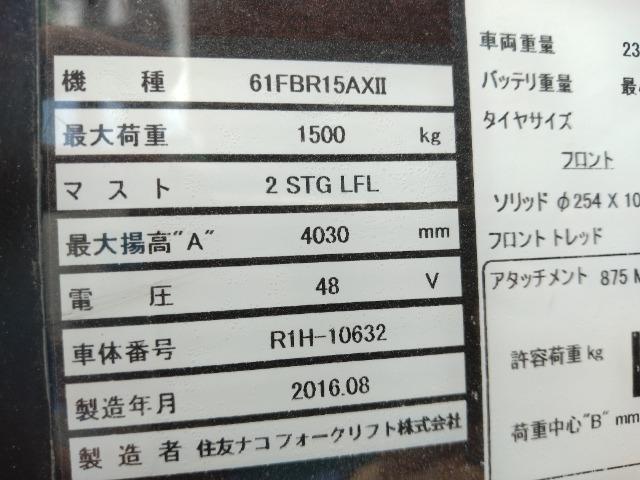 機種 61FBR15AXⅡ
最大荷重 1500 kg
マスト 2 STG LFL
最大揚高"A" 4030 mm
電圧 48 V
車体番号 R1H-10632
製造年月 2016.08
製造者 住友ナコフォークリフト株式会社
車両重量 23
バッテリ重量 最
タイヤサイズ
フロント
ソリッド φ254 X 10
フロントトレッド
アタッチメント 875 M
許容荷重 kg
荷重中心"B" mm